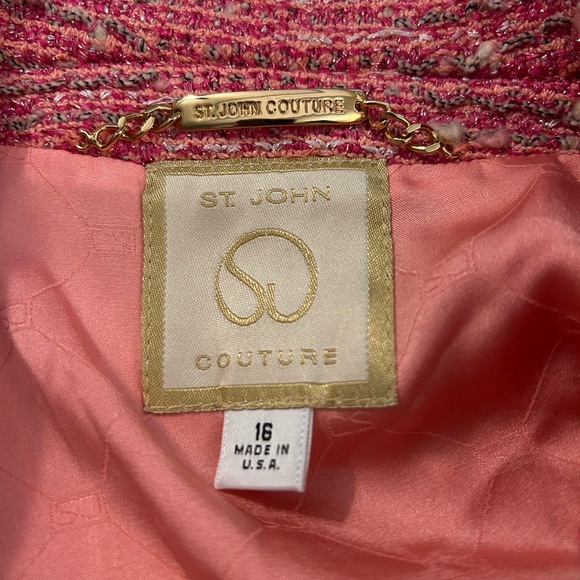 ST. JOHN COUTURE
ST. JOHN
COUTURE
16
MADE IN
U.S.A.